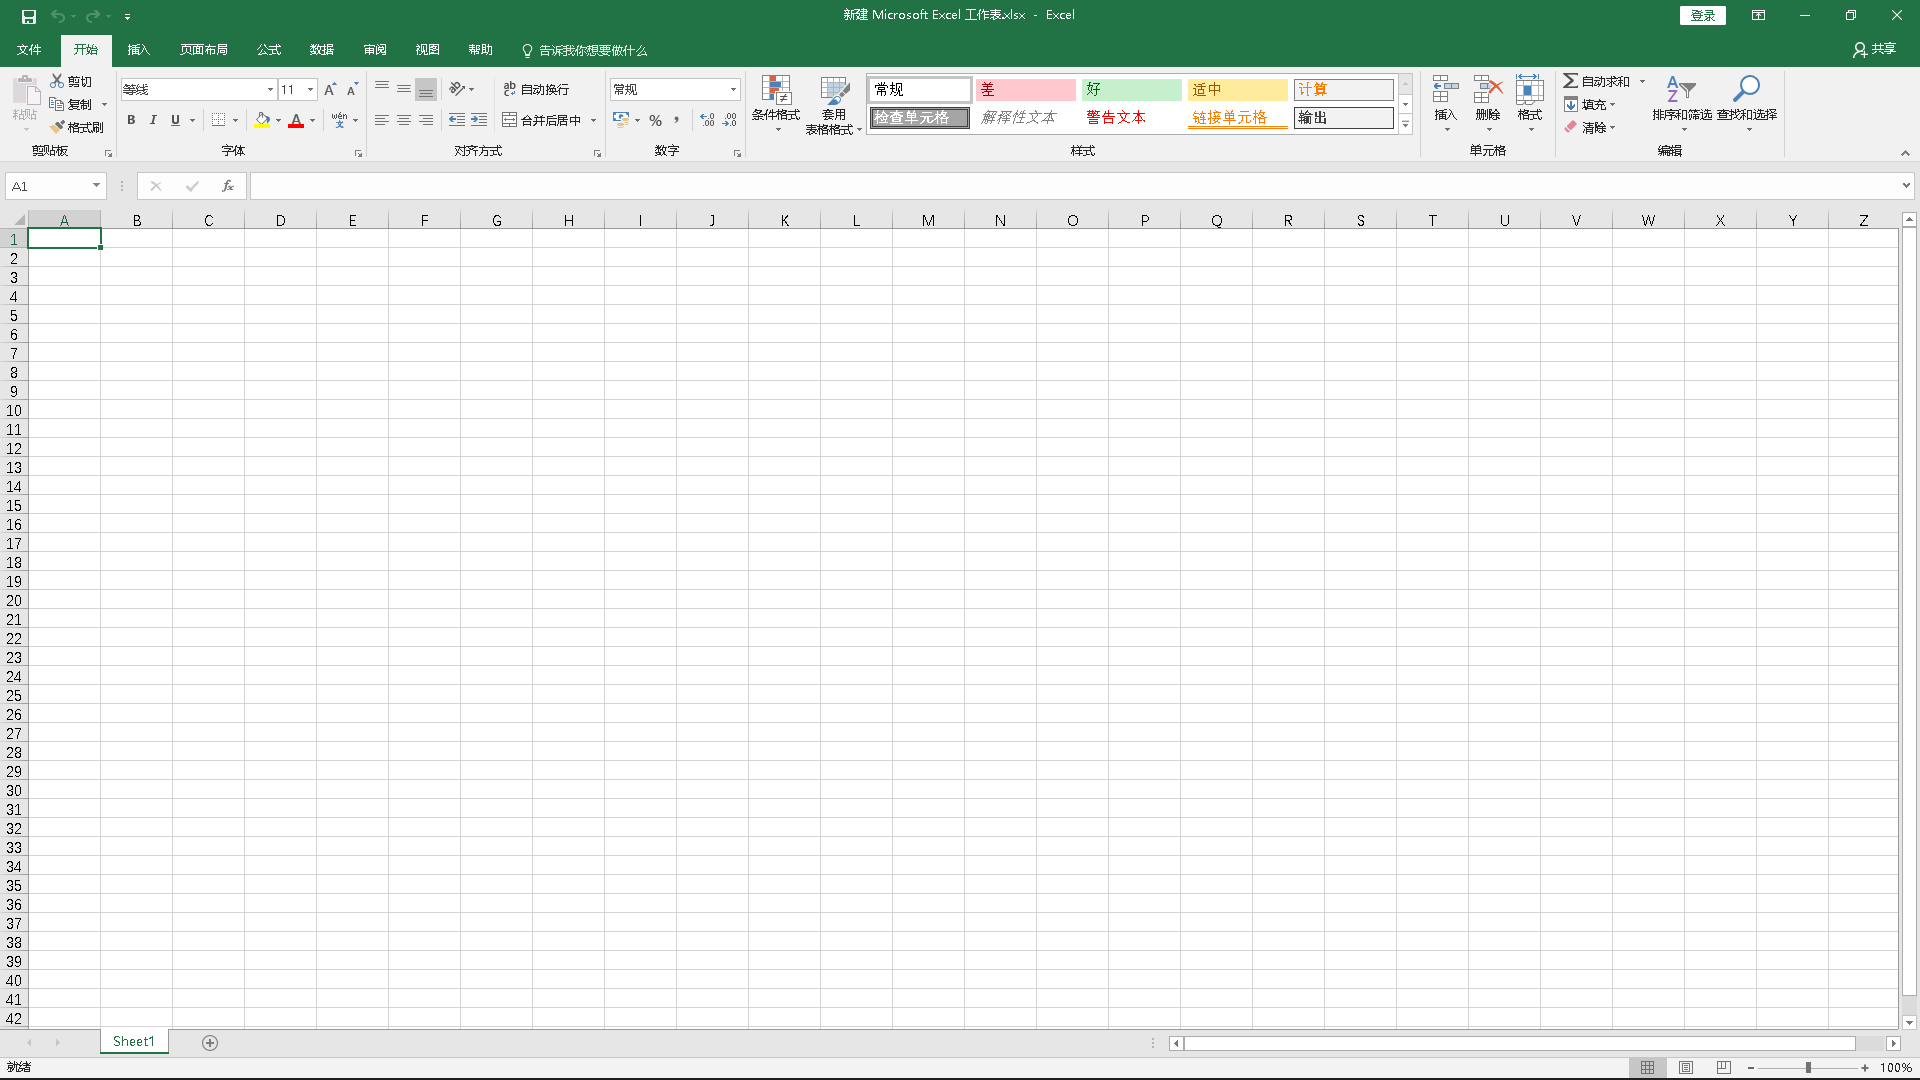 新建 Microsoft Excel 工作表.xlsx - Excel
登录
文件 开始 插入 页面布局 公式 数据 审阅 视图 帮助 告诉我你想要做什么 共享
粘贴 剪切 复制 格式刷 剪贴板
等线 11 A A B I U A wén 文 字体
ab 自动换行 合并后居中 对齐方式
常规 % , .0 .00 .00 .0 数字
条件格式 套用 表格格式
常规 差 好 适中 计算
检查单元格 解释性文本 警告文本 链接单元格 输出
样式
插入 删除 格式 单元格
自动求和 填充 清除 排序和筛选 查找和选择 编辑
A1 fx
A B C D E F G H I J K L M N O P Q R S T U V W X Y Z
1
2
3
4
5
6
7
8
9
10
11
12
13
14
15
16
17
18
19
20
21
22
23
24
25
26
27
28
29
30
31
32
33
34
35
36
37
38
39
40
41
42
Sheet1
就绪 100%